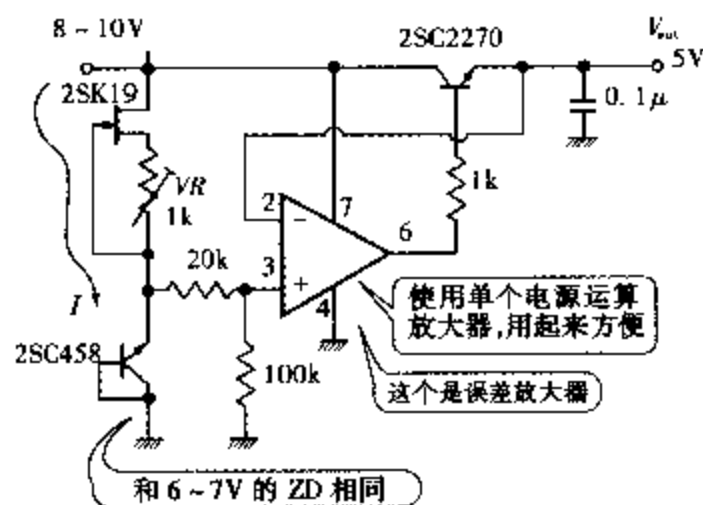 8~10V
2SC2270
Vout
5V
2SK19
0.1μ
VR
1k
1k
2
7
6
20k
3
4
I
使用单个电源运算
放大器,用起来方便
2SC458
100k
这个是误差放大器
和 6~7V 的 ZD 相同